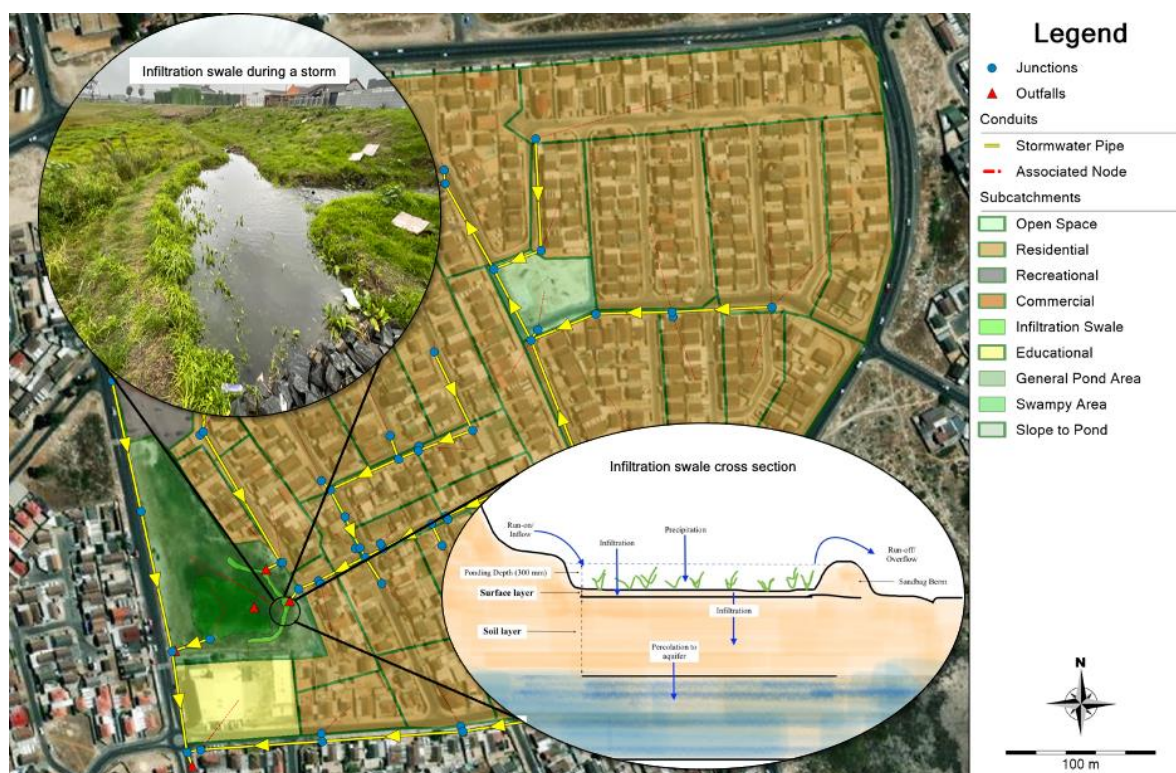 Infiltration swale during a storm
Infiltration swale cross section
Run-on/
Inflow
Infiltration
Precipitation
Run-off/
Overflow
Ponding Depth (300 mm)
Sandbag Berm
Surface layer
Infiltration
Soil layer
Percolation to
aquifer
Legend
Junctions
Outfalls
Conduits
Stormwater Pipe
Associated Node
Subcatchments
Open Space
Residential
Recreational
Commercial
Infiltration Swale
Educational
General Pond Area
Swampy Area
Slope to Pond
N
100 m